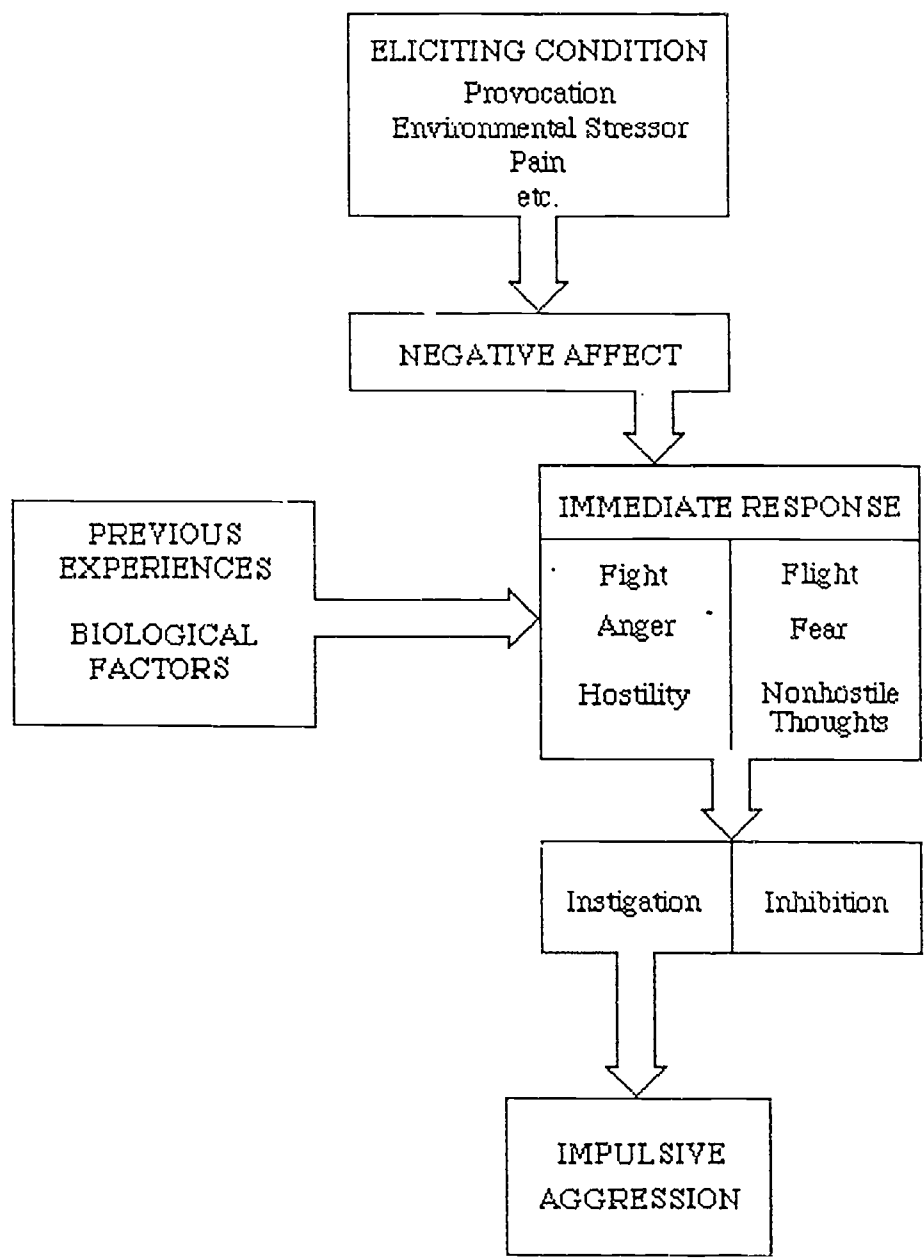 ELICITING CONDITION
Provocation
Environmental Stressor
Pain
etc.
NEGATIVE AFFECT
PREVIOUS
EXPERIENCES
BIOLOGICAL
FACTORS
IMMEDIATE RESPONSE
Fight
Flight
Anger
Fear
Hostility
Nonhostile
Thoughts
Instigation
Inhibition
IMPULSIVE
AGGRESSION